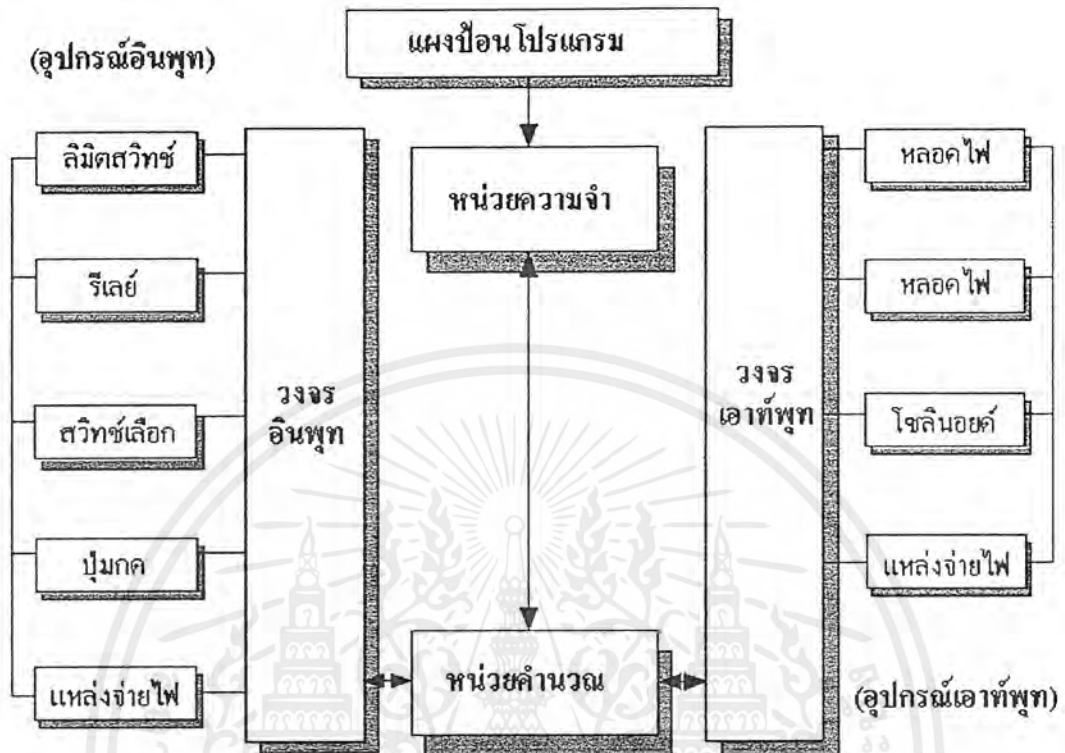 แผงป้อนโปรแกรม
(อุปกรณ์อินพุท)
ลิมิตสวิทช์
รีเลย์
สวิทช์เลือก
ปุ่มกด
แหล่งจ่ายไฟ
วงจร
อินพุท
หน่วยความจำ
หน่วยคำนวณ
วงจร
เอาท์พุท
หลอดไฟ
หลอดไฟ
โซลินอยด์
แหล่งจ่ายไฟ
(อุปกรณ์เอาท์พุท)